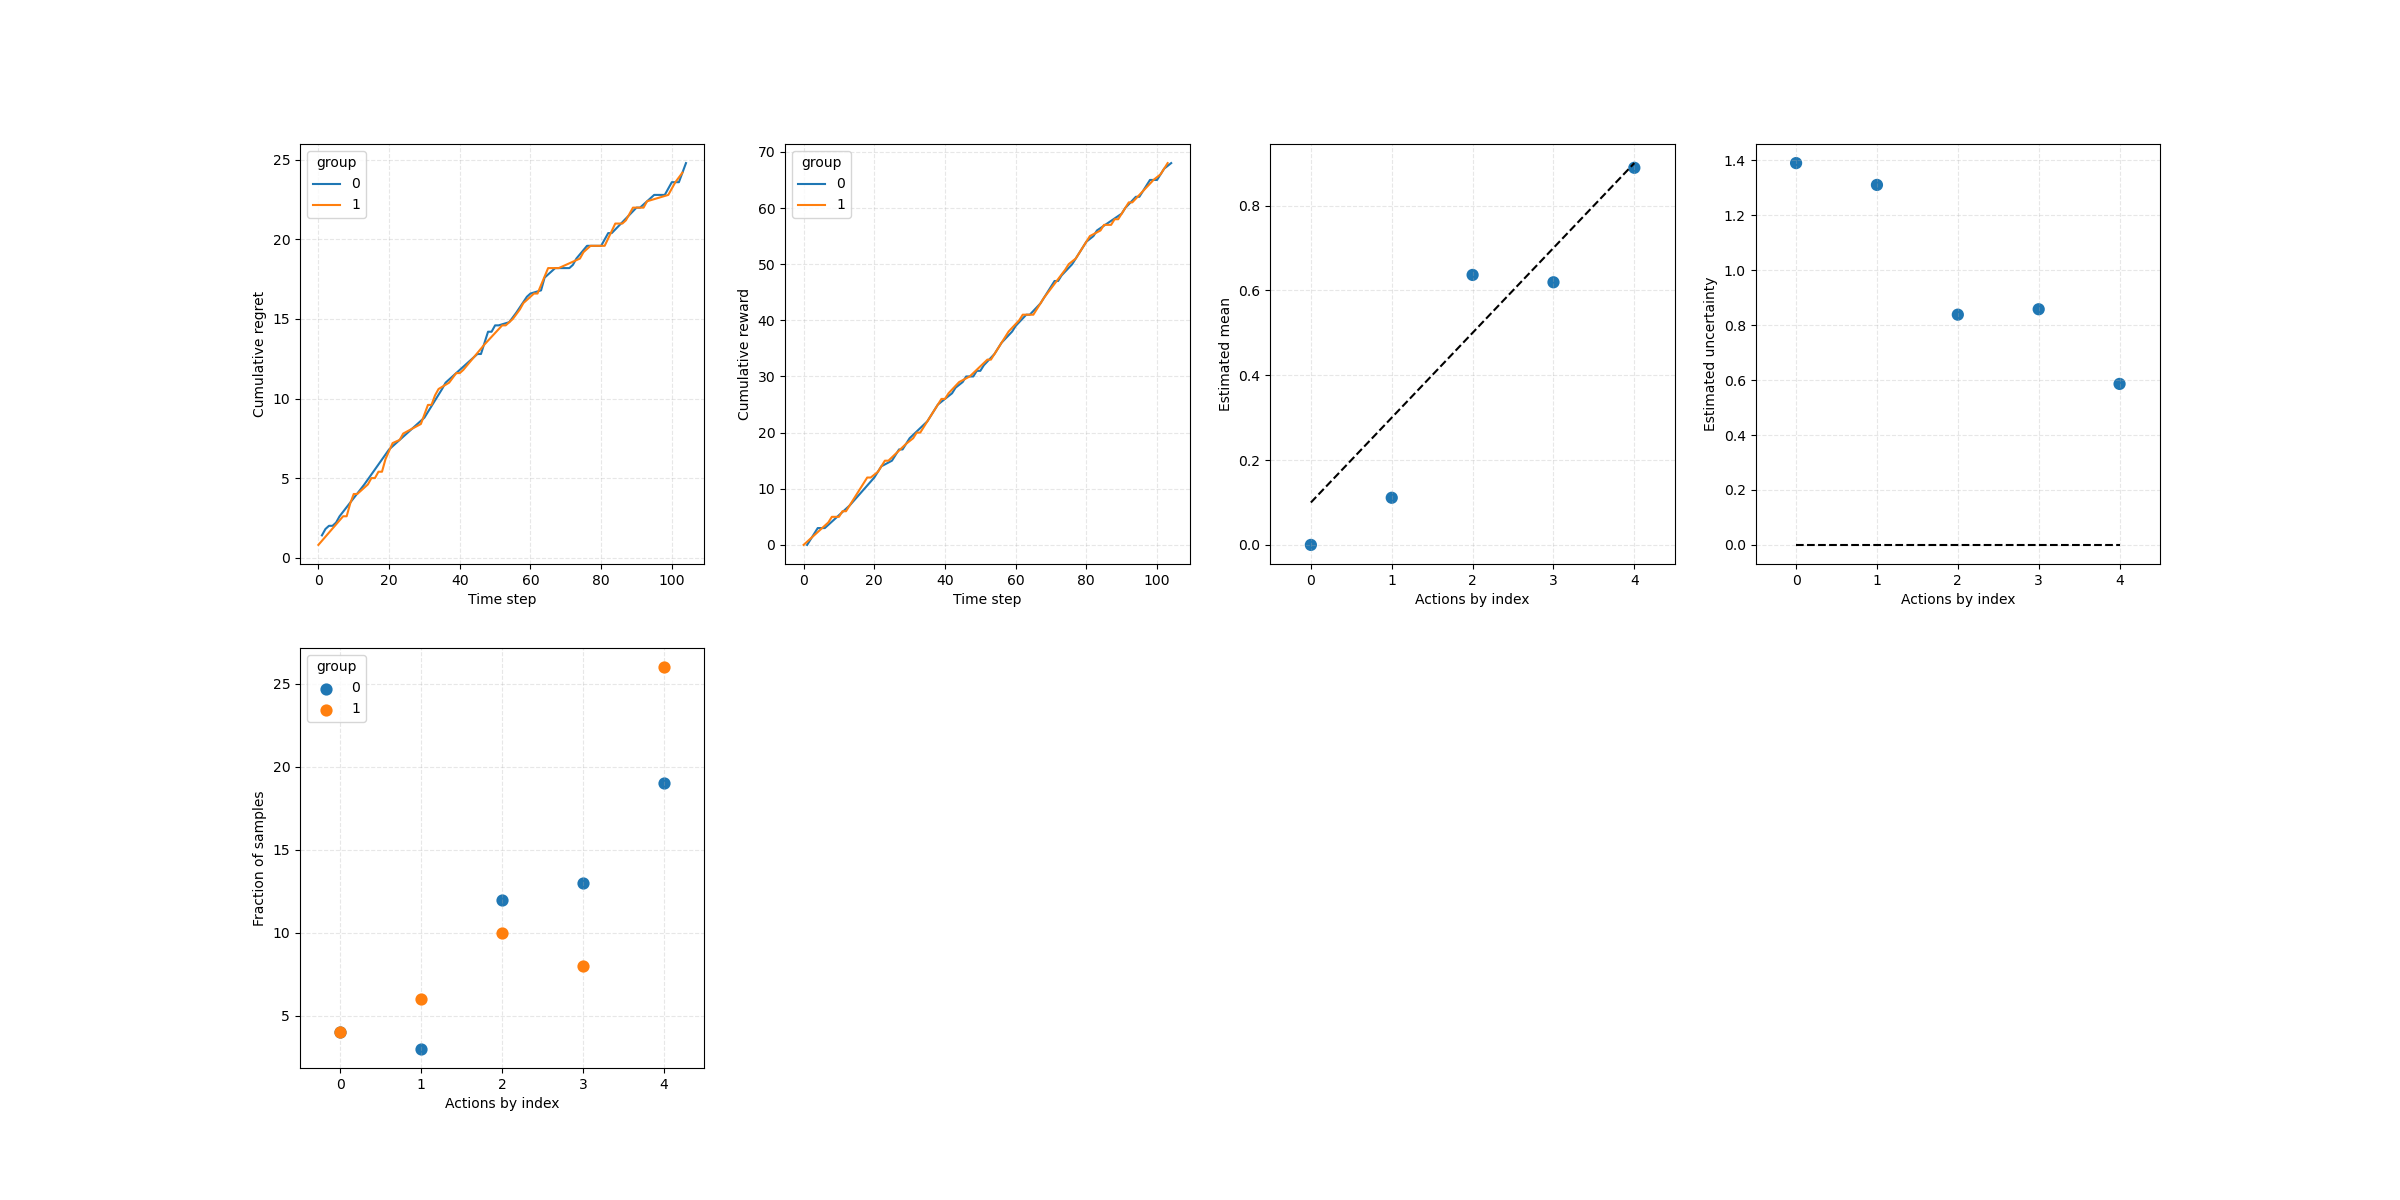 group
0
1
25
20
15
10
5
0
Cumulative regret
0 20 40 60 80 100
Time step
group
0
1
70
60
50
40
30
20
10
0
Cumulative reward
0 20 40 60 80 100
Time step
0.8
0.6
0.4
0.2
0.0
Estimated mean
0 1 2 3 4
Actions by index
1.4
1.2
1.0
0.8
0.6
0.4
0.2
0.0
Estimated uncertainty
0 1 2 3 4
Actions by index
group
0
1
25
20
15
10
5
Fraction of samples
0 1 2 3 4
Actions by index